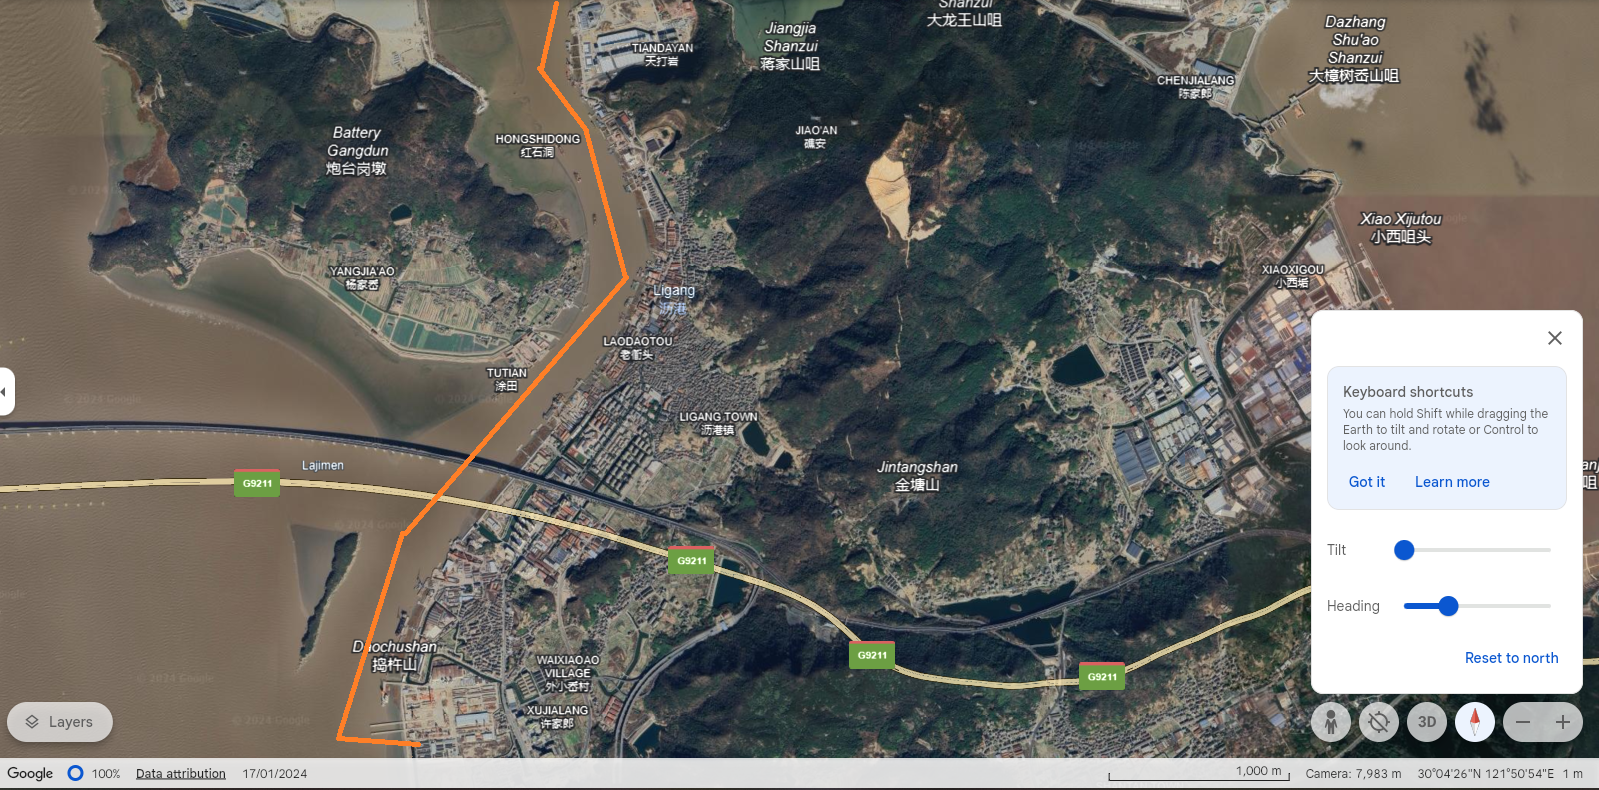 Shanzui
大龙王山咀
Dazhang
Shu'ao
Shanzui
大樟树岙山咀
Jiangjia
Shanzui
蒋家山咀
TIANDAYAN
天打岩
CHENJIALANG
陈家郎
Battery
Gangdun
炮台岗墩
HONGSHIDONG
红石洞
JIAO'AN
礁安
Xiao Xijutou
小西咀头
YANGJIA'AO
杨家岙
XIAOXIGOU
小西垢
Ligang
沥港
LAODAOTOU
TUTIAN
涂田
LIGANG TOWN
沥港镇
Lajimen
G9211
Jintangshan
金塘山
G9211
Daochushan
捣杵山
WAIXIAOAO
VILLAGE
外小岙村
G9211
G9211
XUJIALANG
许家郎
© 2024 Google
Keyboard shortcuts
You can hold Shift while dragging the
Earth to tilt and rotate or Control to
look around.
Got it Learn more
Tilt
Heading
Reset to north
Layers
3D
Google 100% Data attribution 17/01/2024
1,000 m Camera: 7,983 m 30°04'26"N 121°50'54"E 1 m